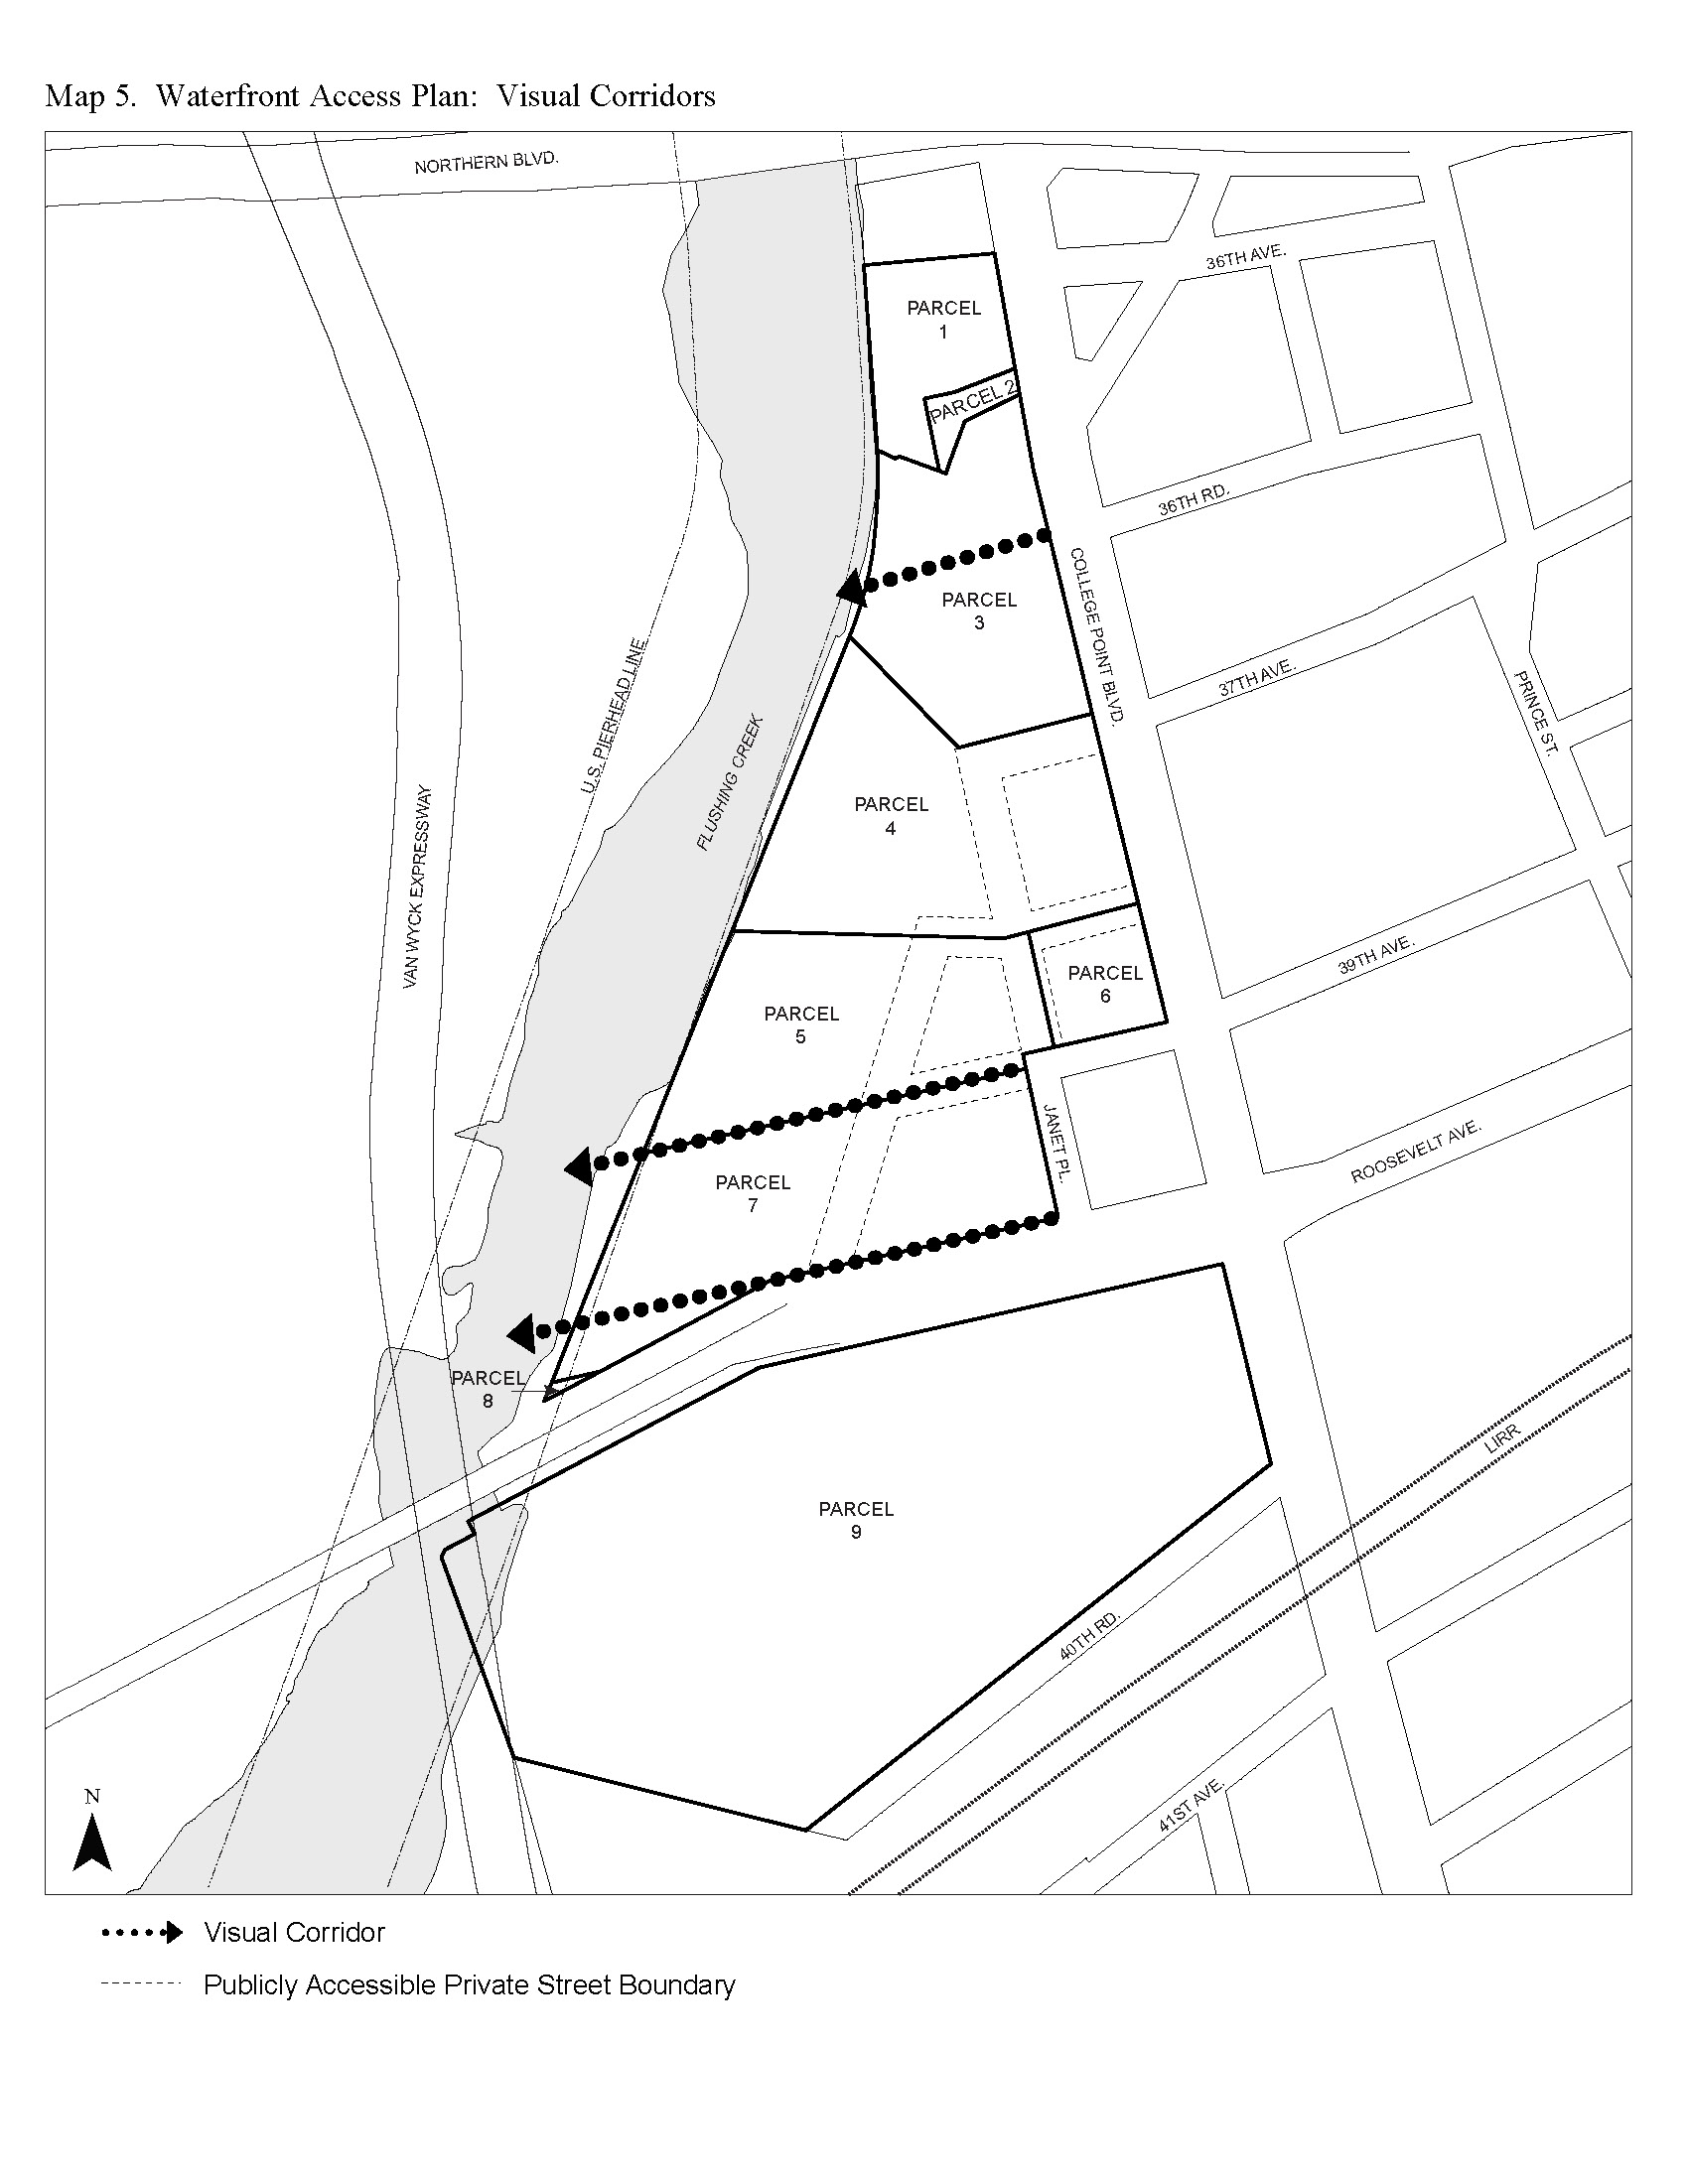 Map 5.  Waterfront Access Plan:  Visual Corridors
NORTHERN BLVD.
36TH AVE.
PARCEL
1
PARCEL 2
36TH RD.
COLLEGE POINT BLVD.
PARCEL
3
37TH AVE.
PRINCE ST.
U.S. PIERHEAD LINE
FLUSHING CREEK
VAN WYCK EXPRESSWAY
PARCEL
4
39TH AVE.
PARCEL
6
PARCEL
5
JANET PL.
ROOSEVELT AVE.
PARCEL
7
PARCEL
8
LIRR
PARCEL
9
40TH RD.
41ST AVE.
N
Visual Corridor
Publicly Accessible Private Street Boundary